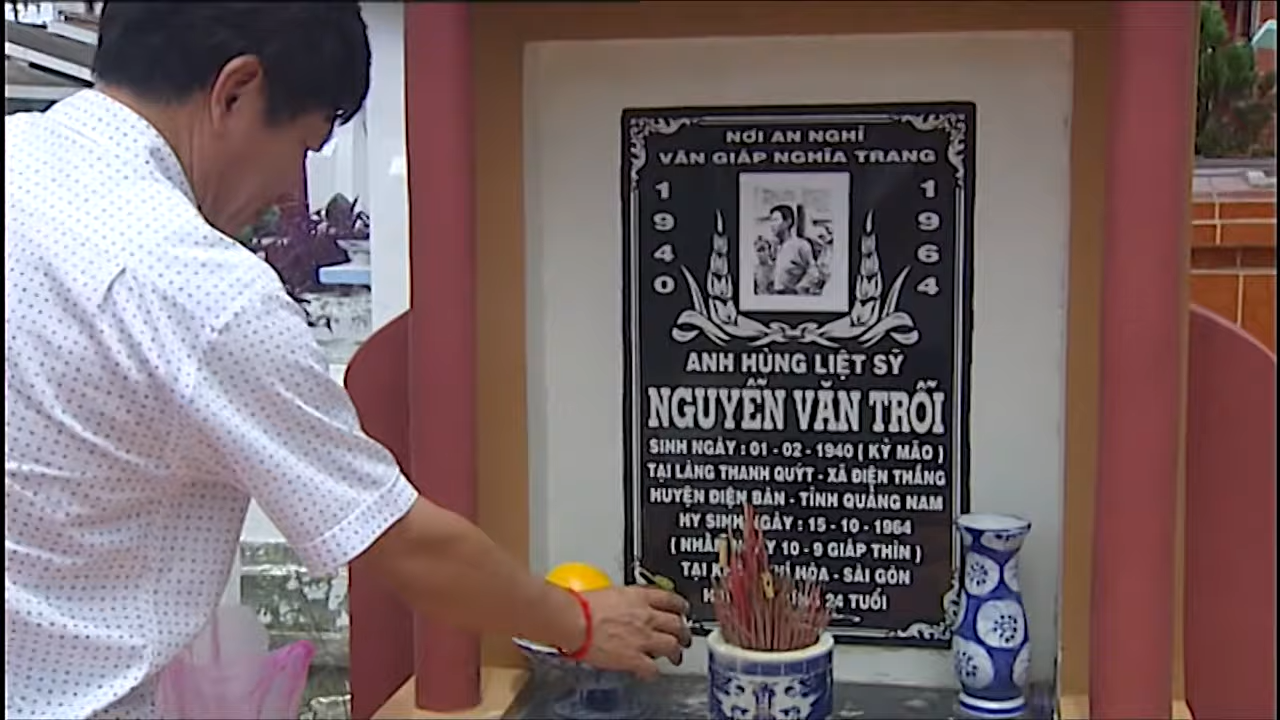 NƠI AN NGHỈ
VĂN GIÁP NGHĨA TRANG
1940
1964
ANH HÙNG LIỆT SỸ
NGUYỄN VĂN TRỖI
SINH NGÀY : 01 - 02 - 1940 ( KỶ MÃO )
TẠI LÀNG THANH QUÝT - XÃ ĐIỆN THẮNG
HUYỆN ĐIỆN BÀN - TỈNH QUẢNG NAM
HY SINH NGÀY : 15 - 10 - 1964
10 - 9 GIÁP THÌN )
TẠI HÒA - SÀI GÒN
24 TUỔI